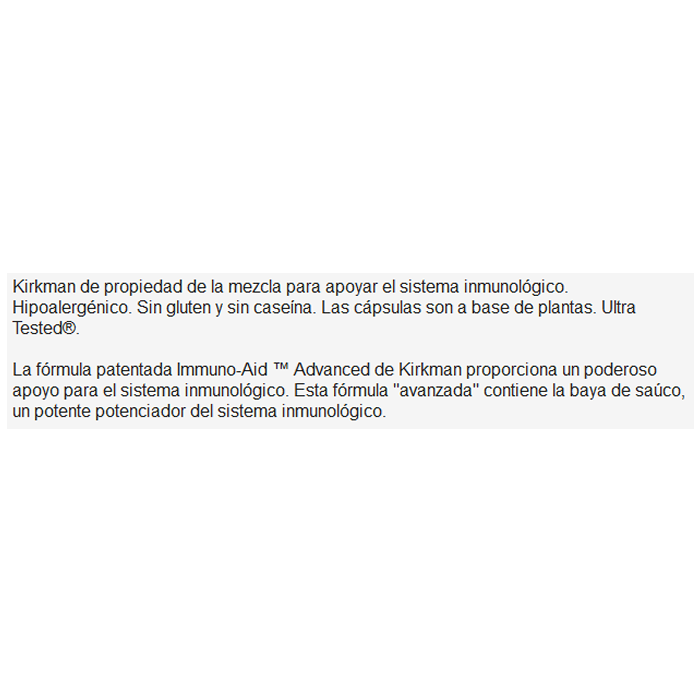 Kirkman de propiedad de la mezcla para apoyar el sistema inmunológico.
Hipoalergénico. Sin gluten y sin caseína. Las cápsulas son a base de plantas. Ultra
Tested®.
La fórmula patentada Immuno-Aid ™ Advanced de Kirkman proporciona un poderoso
apoyo para el sistema inmunológico. Esta fórmula "avanzada" contiene la baya de saúco,
un potente potenciador del sistema inmunológico.